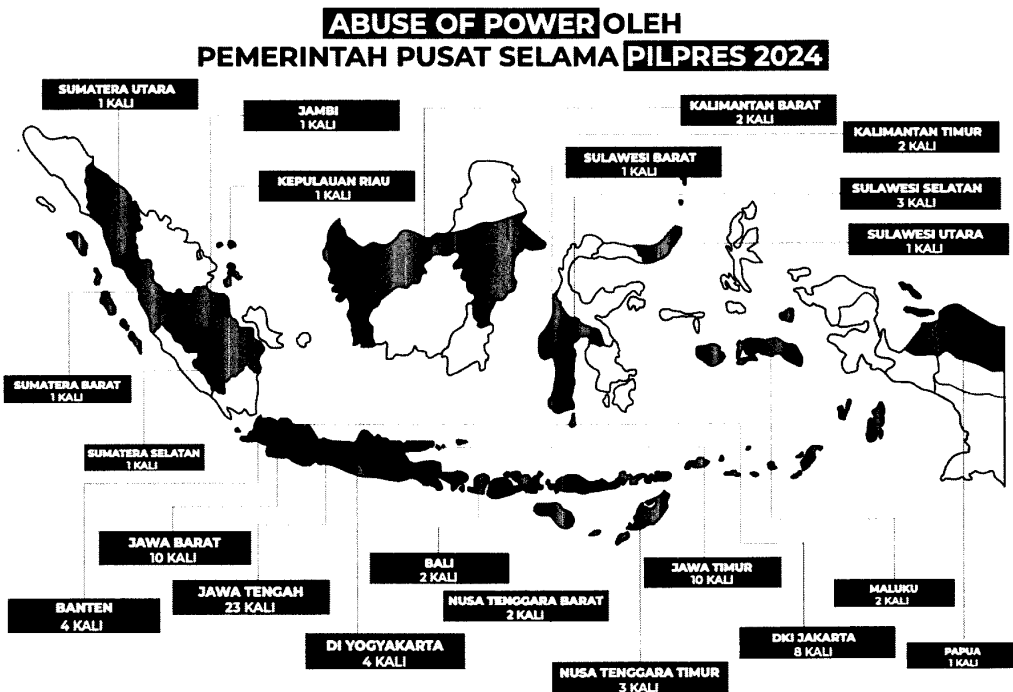 ABUSE OF POWER OLEH
PEMERINTAH PUSAT SELAMA PILPRES 2024
SUMATERA UTARA
1 KALI
JAMBI
1 KALI
KALIMANTAN BARAT
2 KALI
KALIMANTAN TIMUR
2 KALI
SULAWESI BARAT
1 KALI
KEPULAUAN RIAU
1 KALI
SULAWESI SELATAN
3 KALI
SULAWESI UTARA
1 KALI
SUMATERA BARAT
1 KALI
SUMATERA SELATAN
1 KALI
JAWA BARAT
10 KALI
BALI
2 KALI
JAWA TIMUR
10 KALI
JAWA TENGAH
23 KALI
MALUKU
2 KALI
BANTEN
4 KALI
NUSA TENGGARA BARAT
2 KALI
DI YOGYAKARTA
4 KALI
DKI JAKARTA
8 KALI
PAPUA
1 KALI
NUSA TENGGARA TIMUR
3 KALI